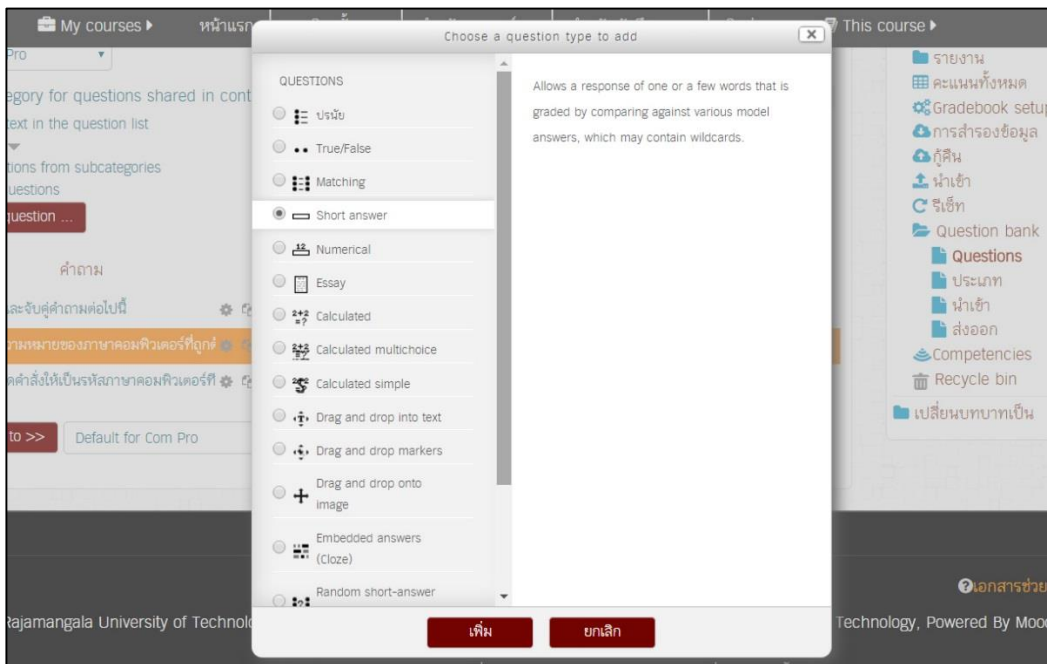 My courses
หน้าแรก
This course
Choose a question type to add
Pro
egory for questions shared in cont
text in the question list
tions from subcategories
uestions
question ...
คำถาม
และจับคู่คำถามต่อไปนี้
วามหมายของภาษาคอมพิวเตอร์ที่ถูกต้
ดคำสั่งให้เป็นรหัสภาษาคอมพิวเตอร์ที่
to >>
Default for Com Pro
QUESTIONS
ปรนัย
True/False
Matching
Short answer
12
Numerical
Essay
2+2
=?
Calculated
2+2
=?
Calculated multichoice
Calculated simple
Drag and drop into text
Drag and drop markers
Drag and drop onto
image
Embedded answers
(Cloze)
Random short-answer
Allows a response of one or a few words that is
graded by comparing against various model
answers, which may contain wildcards.
เพิ่ม
ยกเลิก
รายงาน
คะแนนทั้งหมด
Gradebook setup
การสำรองข้อมูล
กู้คืน
นำเข้า
รีเซ็ท
Question bank
Questions
ประเภท
นำเข้า
ส่งออก
Competencies
Recycle bin
เปลี่ยนบทบาทเป็น
เอกสารช่วย
Rajamangala University of Technolo
Technology, Powered By Mood